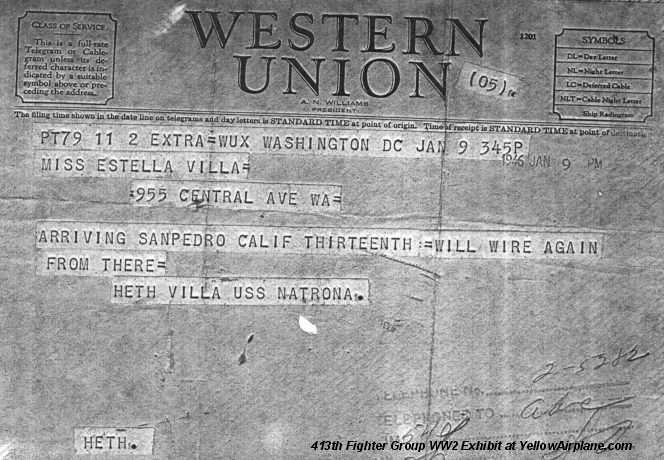 CLASS OF SERVICE
This is a full-rate
Telegram or Cable-
gram unless its de-
ferred character is in-
dicated by a suitable
symbol above or pre-
ceding the address.
WESTERN
UNION
A. N. WILLIAMS
PRESIDENT
(05)
1201
SYMBOLS
DL=Day Letter
NL=Night Letter
LC=Deferred Cable
NLT=Cable Night Letter
Ship Radiogram
The filing time shown in the date line on telegrams and day letters is STANDARD TIME at point of origin. Time of receipt is STANDARD TIME at point of destination
PT79 11 2 EXTRA=WUX WASHINGTON DC JAN 9 345P
1946 JAN 9 PM
MISS ESTELLA VILLA=
=955 CENTRAL AVE WA=
ARRIVING SANPEDRO CALIF THIRTEENTH:=WILL WIRE AGAIN
FROM THERE=
HETH VILLA USS NATRONA.
2-5282
TELEPHONE No.
TELEPHONED TO
HETH.
413th Fighter Group WW2 Exhibit at YellowAirplane.com